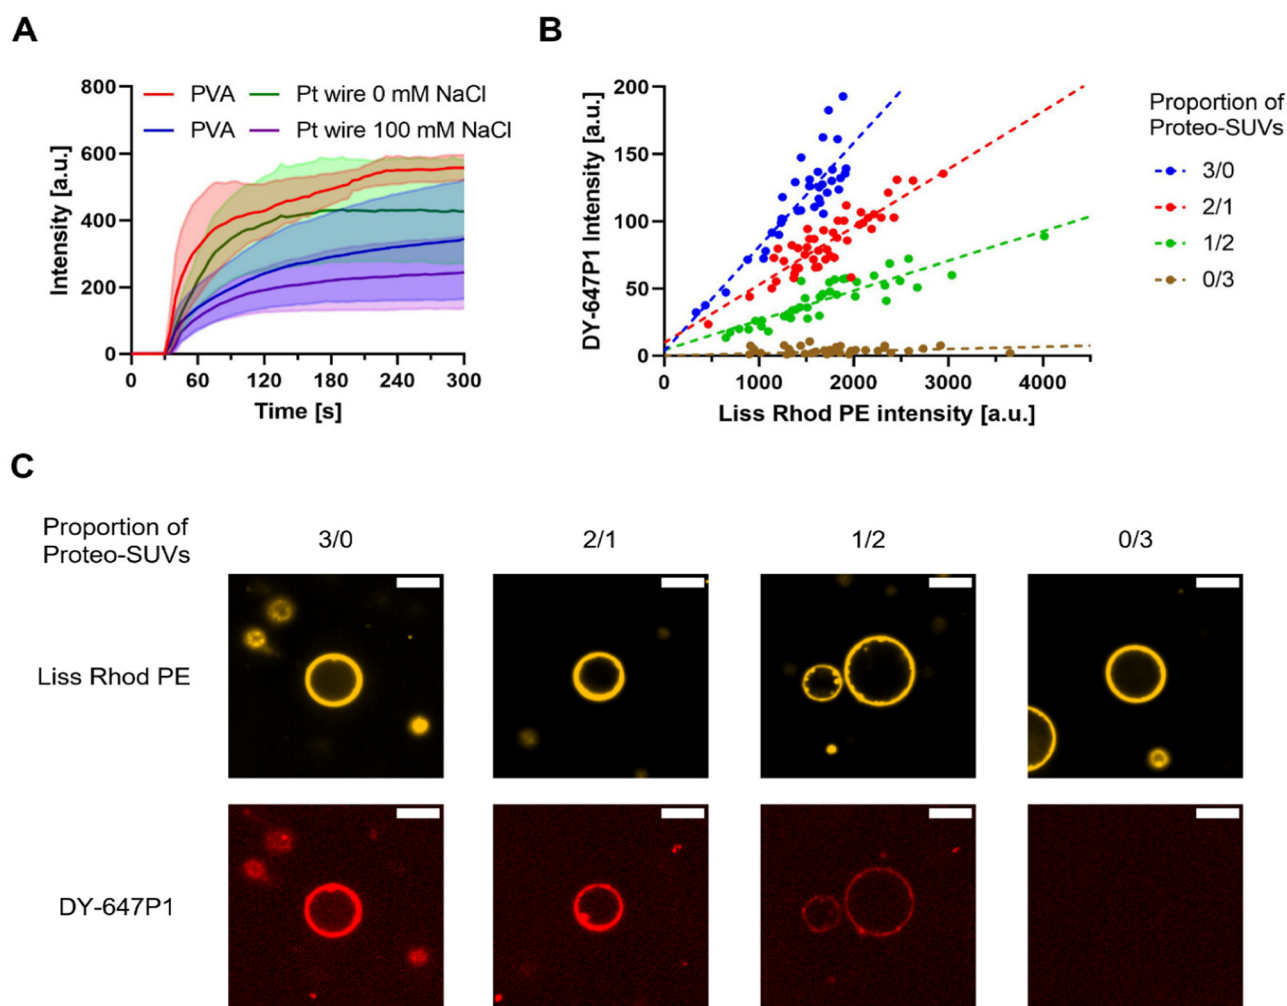 A
B
800
600
400
200
0
Intensity [a.u.]
PVA
Pt wire 0 mM NaCl
PVA
Pt wire 100 mM NaCl
0
60
120
180
240
300
Time [s]
200
150
100
50
0
DY-647P1 Intensity [a.u.]
0
1000
2000
3000
4000
Liss Rhod PE intensity [a.u.]
Proportion of
Proteo-SUVs
3/0
2/1
1/2
0/3
C
Proportion of
Proteo-SUVs
3/0
2/1
1/2
0/3
Liss Rhod PE
DY-647P1